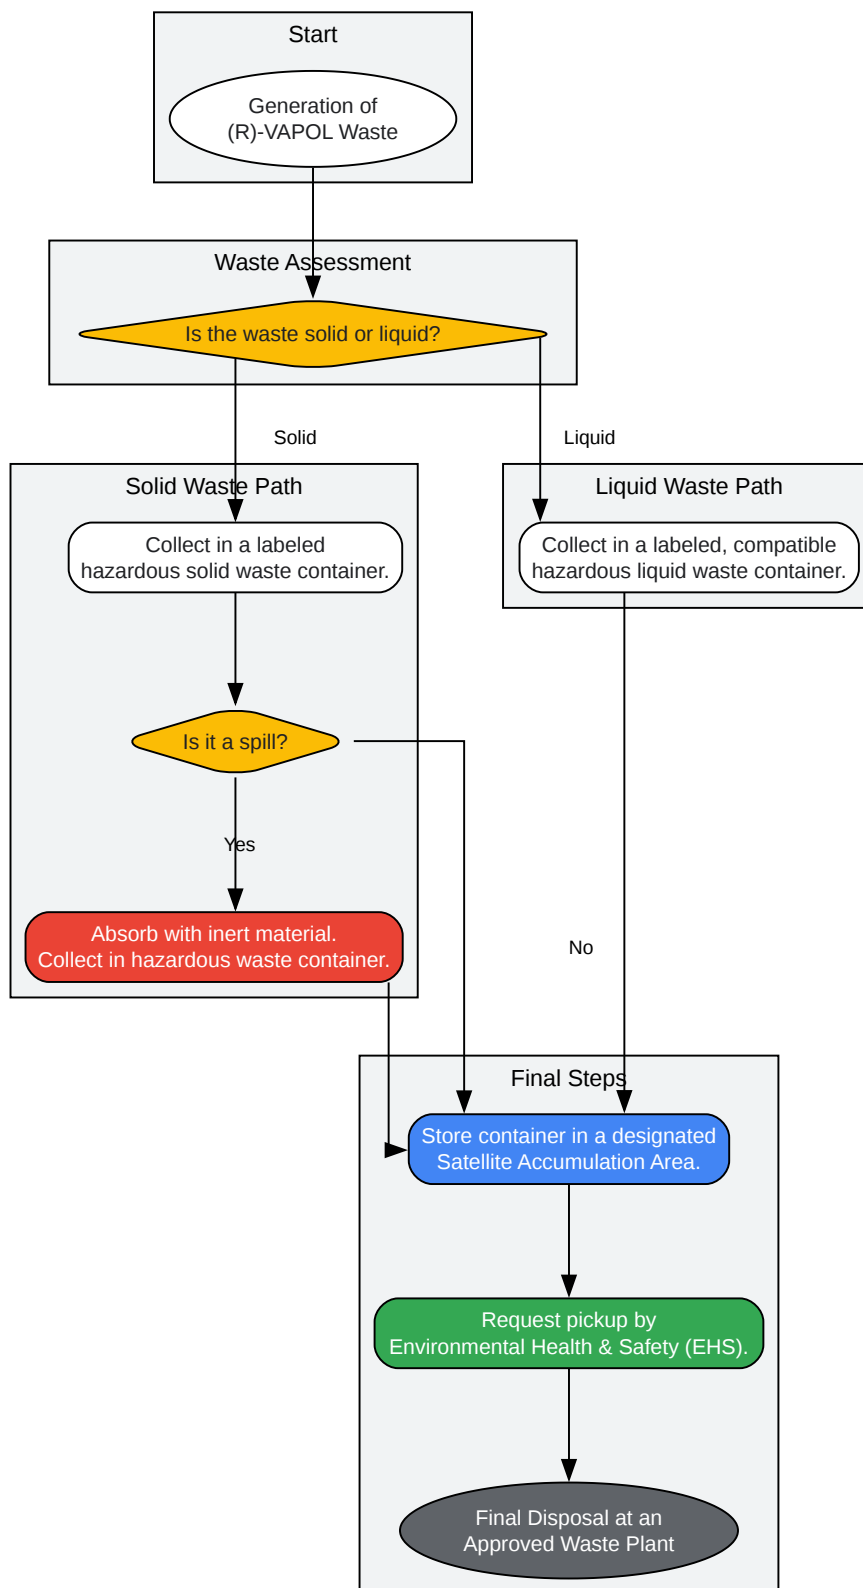 Start
Generation of
(R)-VAPOL Waste
Waste Assessment
Is the waste solid or liquid?
Solid
Liquid
Solid Waste Path
Collect in a labeled
hazardous solid waste container.
Liquid Waste Path
Collect in a labeled, compatible
hazardous liquid waste container.
Is it a spill?
Yes
Absorb with inert material.
Collect in hazardous waste container.
No
Final Steps
Store container in a designated
Satellite Accumulation Area.
Request pickup by
Environmental Health & Safety (EHS).
Final Disposal at an
Approved Waste Plant